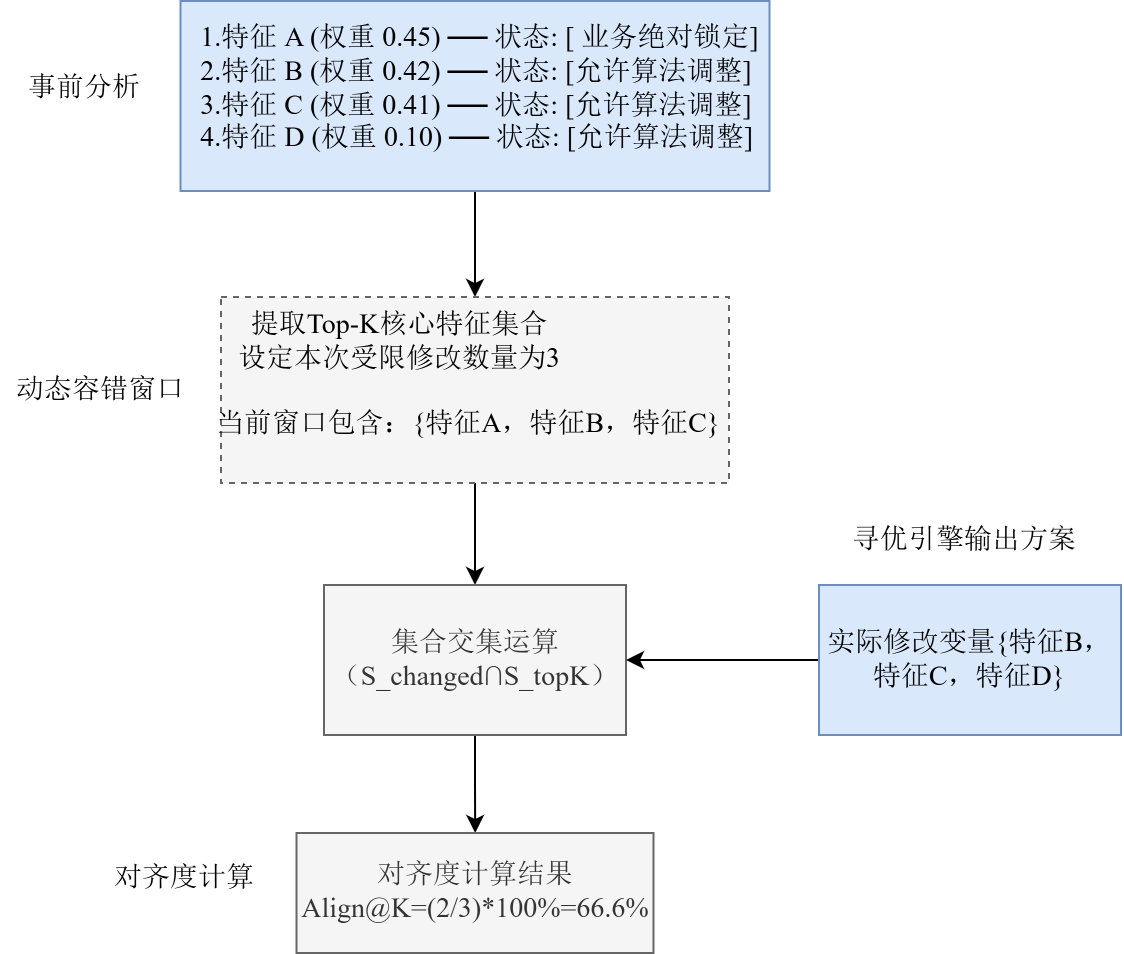 事前分析
1.特征 A (权重 0.45) —— 状态: [ 业务绝对锁定]
2.特征 B (权重 0.42) —— 状态: [允许算法调整]
3.特征 C (权重 0.41) —— 状态: [允许算法调整]
4.特征 D (权重 0.10) —— 状态: [允许算法调整]
动态容错窗口
提取Top-K核心特征集合
设定本次受限修改数量为3
当前窗口包含：{特征A，特征B，特征C}
寻优引擎输出方案
实际修改变量{特征B，
特征C，特征D}
集合交集运算
（S_changed∩S_topK）
对齐度计算
对齐度计算结果
Align@K=(2/3)*100%=66.6%